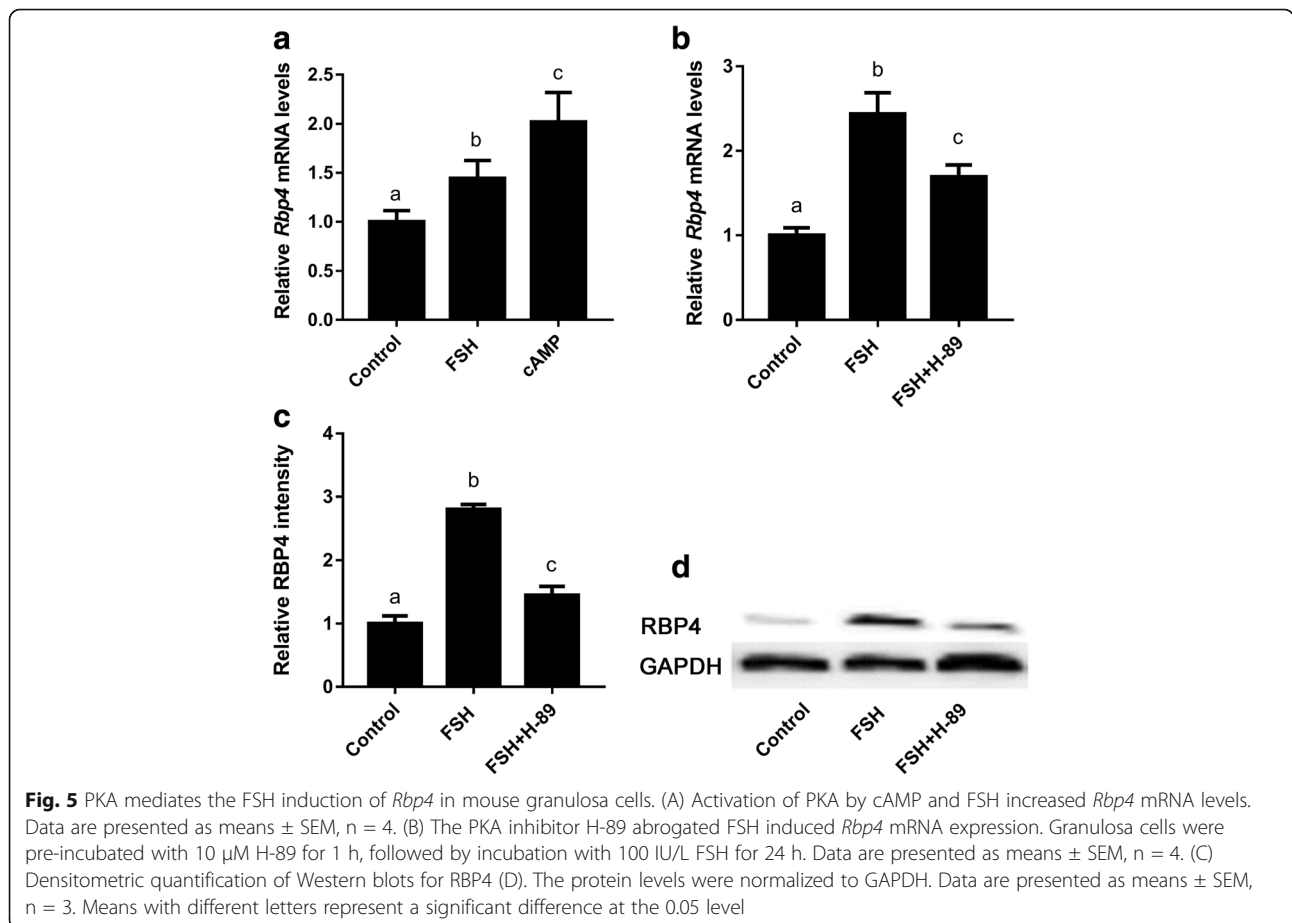 a
Relative Rbp4 mRNA levels
2.5
2.0
1.5
1.0
0.5
0.0
a
b
c
Control
FSH
cAMP
b
Relative Rbp4 mRNA levels
3
2
1
0
a
b
c
Control
FSH
FSH+H-89
c
Relative RBP4 intensity
4
3
2
1
0
a
b
c
Control
FSH
FSH+H-89
d
RBP4
GAPDH
Control
FSH
FSH+H-89
Fig. 5 PKA mediates the FSH induction of Rbp4 in mouse granulosa cells. (A) Activation of PKA by cAMP and FSH increased Rbp4 mRNA levels.
Data are presented as means ± SEM, n = 4. (B) The PKA inhibitor H-89 abrogated FSH induced Rbp4 mRNA expression. Granulosa cells were
pre-incubated with 10 μM H-89 for 1 h, followed by incubation with 100 IU/L FSH for 24 h. Data are presented as means ± SEM, n = 4. (C)
Densitometric quantification of Western blots for RBP4 (D). The protein levels were normalized to GAPDH. Data are presented as means ± SEM,
n = 3. Means with different letters represent a significant difference at the 0.05 level